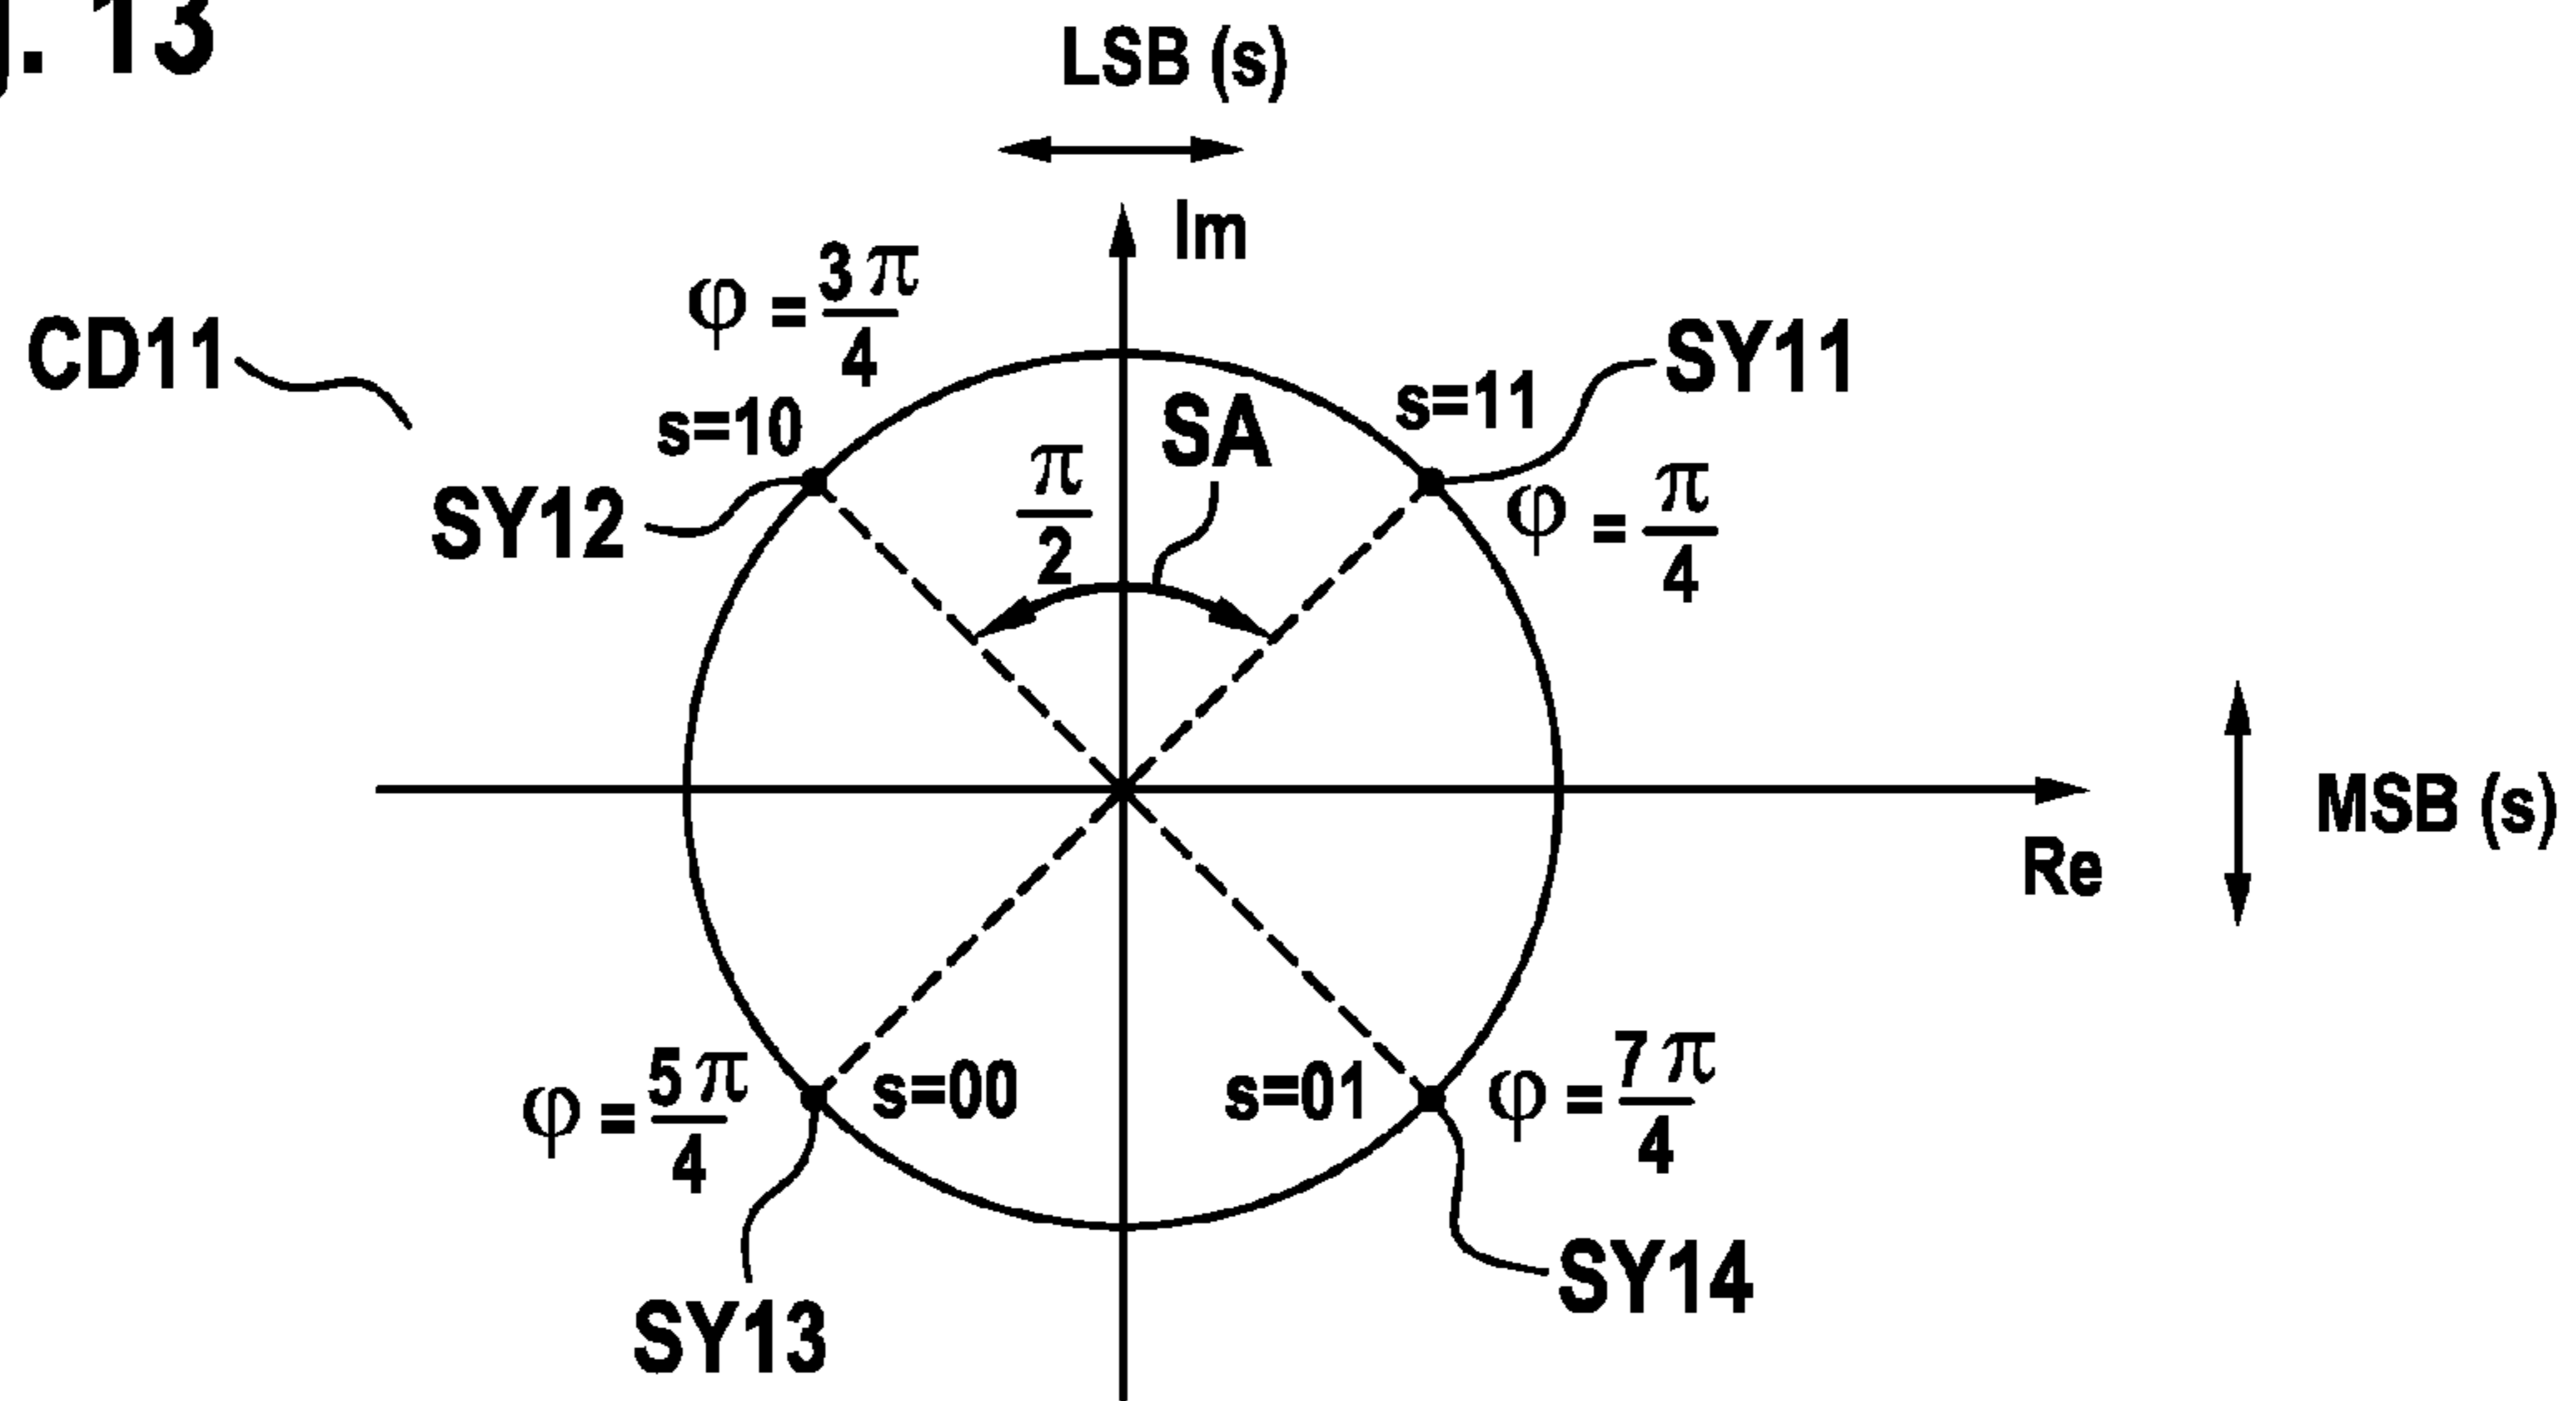 . 13
LSB (s)
Im
φ = 3π/4
CD11
SY11
s=11
s=10
SA
π/2
SY12
φ = π/4
MSB (s)
Re
φ = 5π/4
s=00
s=01
φ = 7π/4
SY14
SY13